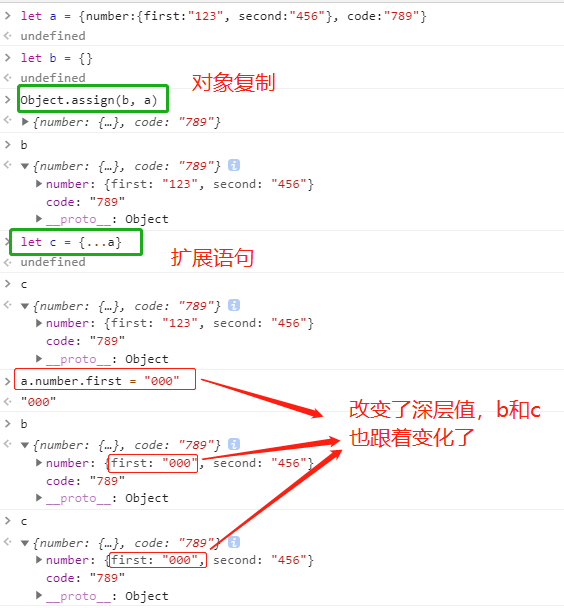 let a = {number:{first:"123", second:"456"}, code:"789"}
undefined
let b = {}
undefined
对象复制
Object.assign(b, a)
{number: {…}, code: "789"}
b
{number: {…}, code: "789"}
number: {first: "123", second: "456"}
code: "789"
__proto__: Object
let c = {...a}
扩展语句
undefined
c
{number: {…}, code: "789"}
number: {first: "123", second: "456"}
code: "789"
__proto__: Object
a.number.first = "000"
"000"
改变了深层值，b和c
也跟着变化了
b
{number: {…}, code: "789"}
number: {first: "000", second: "456"}
code: "789"
__proto__: Object
c
{number: {…}, code: "789"}
number: {first: "000", second: "456"}
code: "789"
__proto__: Object